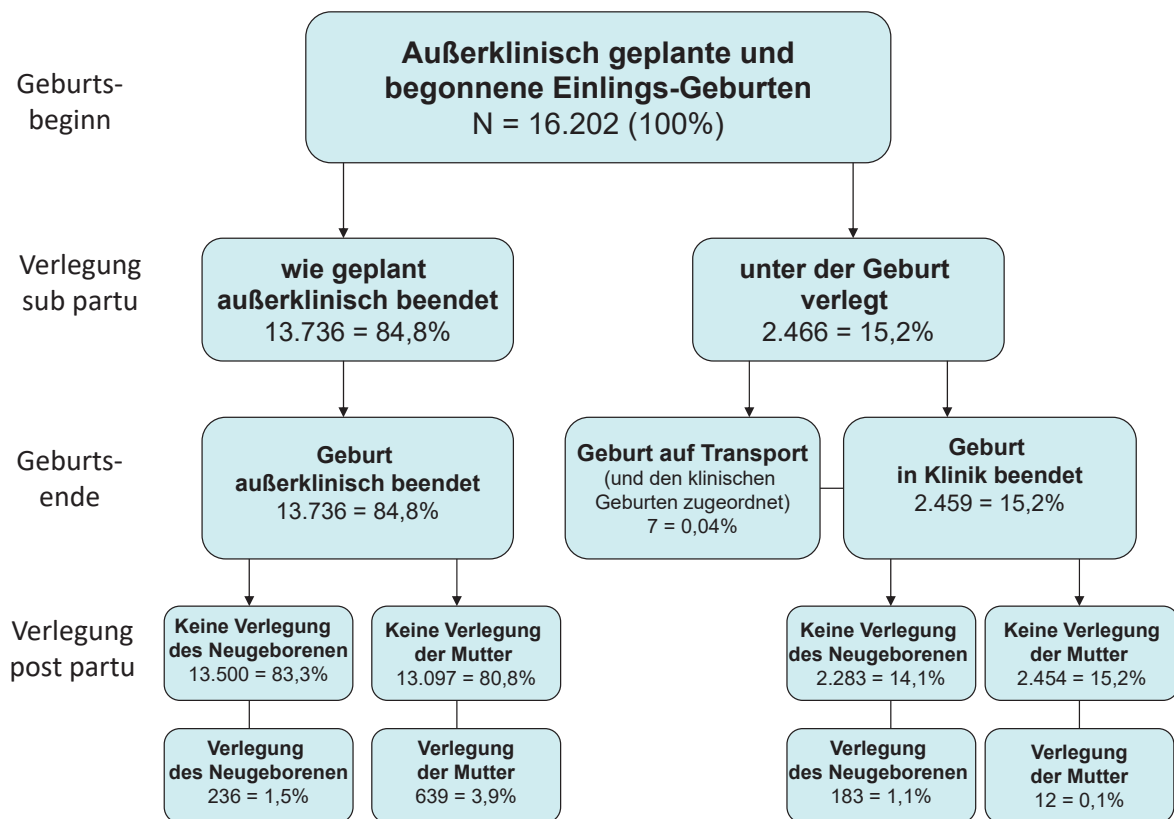 Geburts-
beginn
Außerklinisch geplante und
begonnene Einlings-Geburten
N = 16.202 (100%)
Verlegung
sub partu
wie geplant
außerklinisch beendet
13.736 = 84,8%
unter der Geburt
verlegt
2.466 = 15,2%
Geburts-
ende
Geburt
außerklinisch beendet
13.736 = 84,8%
Geburt auf Transport
(und den klinischen
Geburten zugeordnet)
7 = 0,04%
Geburt
in Klinik beendet
2.459 = 15,2%
Verlegung
post partu
Keine Verlegung
des Neugeborenen
13.500 = 83,3%
Keine Verlegung
der Mutter
13.097 = 80,8%
Keine Verlegung
des Neugeborenen
2.283 = 14,1%
Keine Verlegung
der Mutter
2.454 = 15,2%
Verlegung
des Neugeborenen
236 = 1,5%
Verlegung
der Mutter
639 = 3,9%
Verlegung
des Neugeborenen
183 = 1,1%
Verlegung
der Mutter
12 = 0,1%